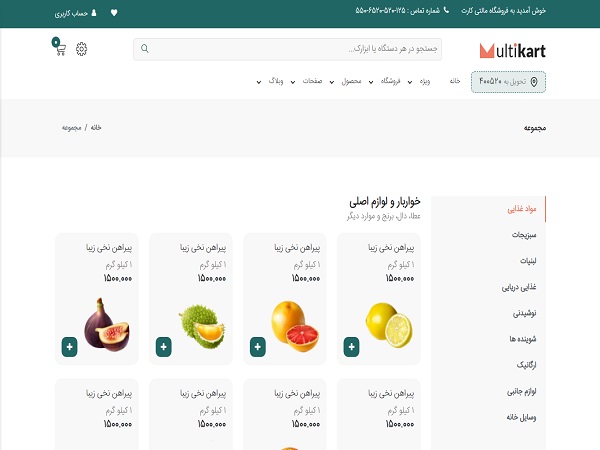 خوش آمدید به فروشگاه مالتی کارت
شماره تماس : ۱۲۵-۵۲۰-۶۵۲۰-۵۵۰
حساب کاربری
Multikart
جستجو در هر دستگاه یا ابزارک...
۰
تحویل به ۴۰۰۵۲۰
خانه ویژه فروشگاه محصول صفحات وبلاگ
مجموعه
خانه / مجموعه
مواد غذایی
سبزیجات
لبنیات
غذایی دریایی
نوشیدنی
شوینده ها
ارگانیک
لوازم جانبی
وسایل خانه
خواربار و لوازم اصلی
عطا، دال، برنج و موارد دیگر
پیراهن نخی زیبا
۱ کیلو گرم
۱۵۰۰.۰۰۰
+
پیراهن نخی زیبا
۱ کیلو گرم
۱۵۰۰.۰۰۰
+
پیراهن نخی زیبا
۱ کیلو گرم
۱۵۰۰.۰۰۰
+
پیراهن نخی زیبا
۱ کیلو گرم
۱۵۰۰.۰۰۰
+
پیراهن نخی زیبا
۱ کیلو گرم
۱۵۰۰.۰۰۰
پیراهن نخی زیبا
۱ کیلو گرم
۱۵۰۰.۰۰۰
پیراهن نخی زیبا
۱ کیلو گرم
۱۵۰۰.۰۰۰
پیراهن نخی زیبا
۱ کیلو گرم
۱۵۰۰.۰۰۰